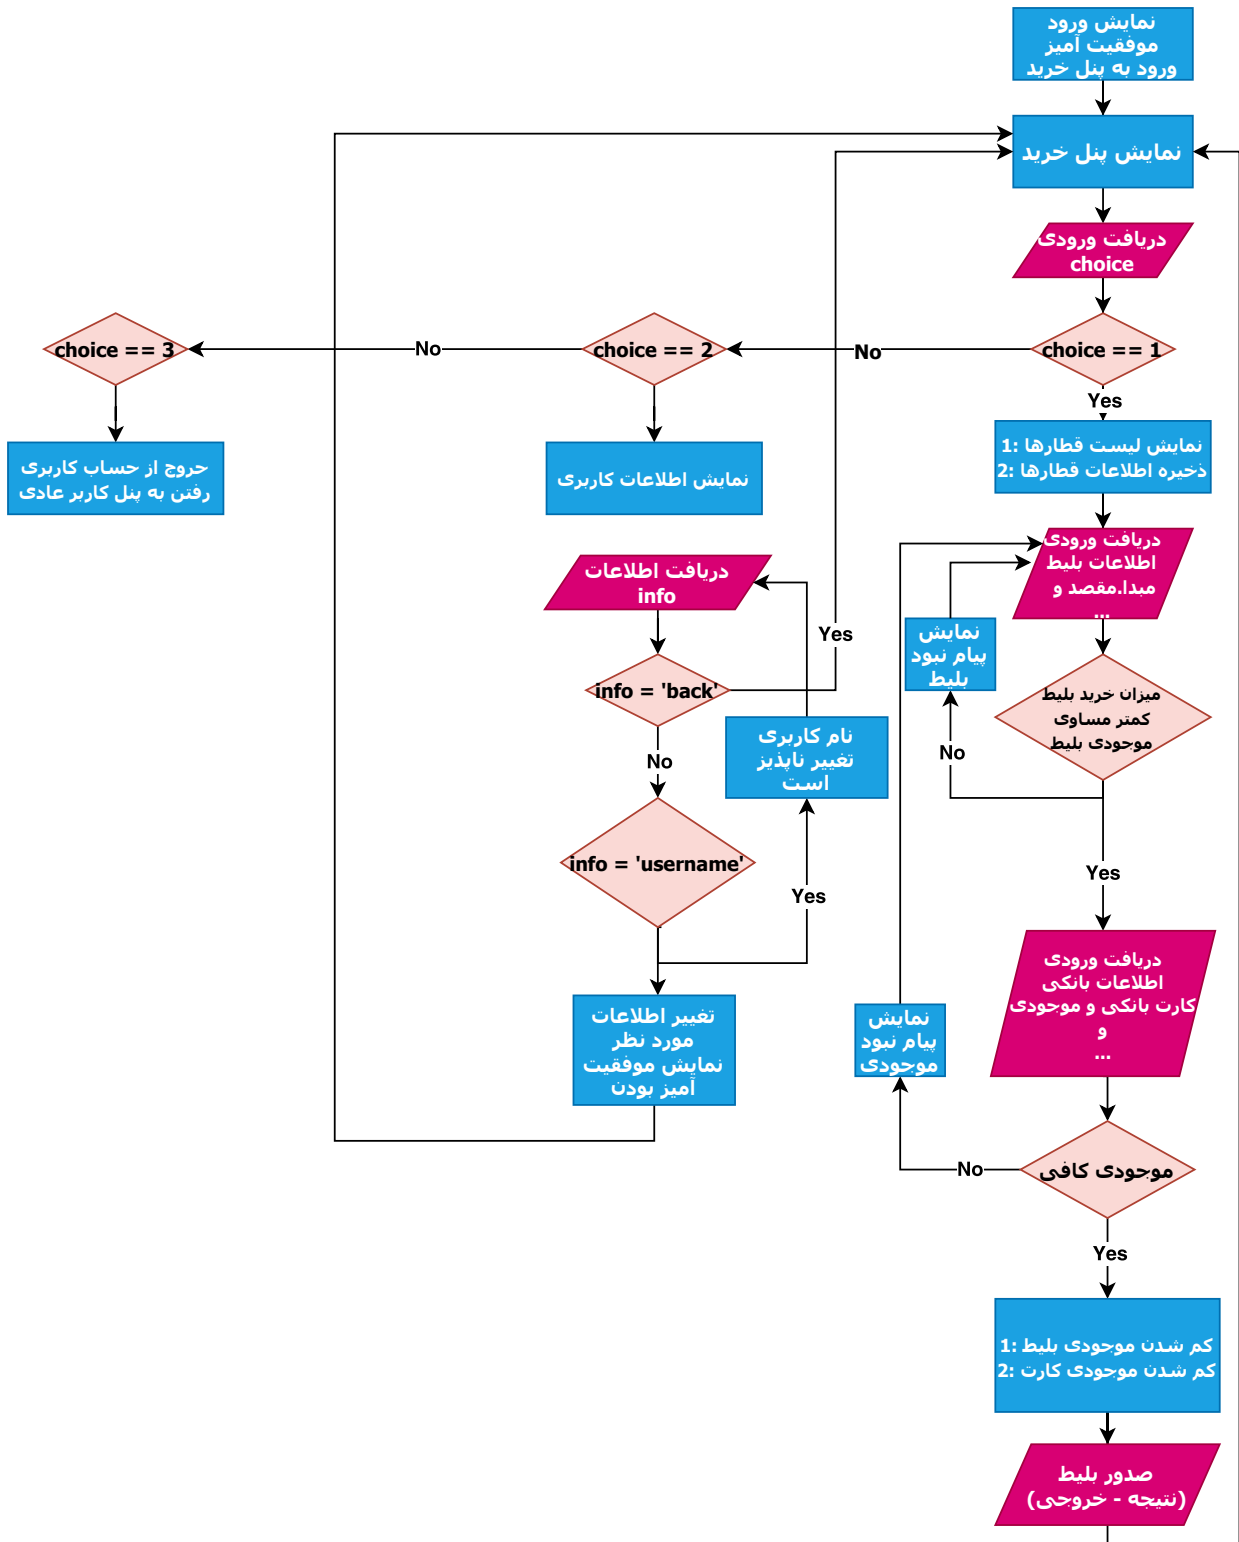 نمایش ورود
موفقیت آمیز
ورود به پنل خرید
نمایش پنل خرید
دریافت ورودی
choice
choice == 1
No
choice == 2
No
choice == 3
Yes
نمایش لیست قطارها :1
ذخیره اطلاعات قطارها :2
نمایش اطلاعات کاربری
حروج از حساب کاربری
رفتن به پنل کاربر عادی
دریافت ورودی
اطلاعات بلیط
مبدا.مقصد و
...
دریافت اطلاعات
info
Yes
نمایش
پیام نبود
بلیط
info = 'back'
میزان خرید بلیط
کمتر مساوی
موجودی بلیط
نام کاربری
تغییر ناپذیز
است
No
No
info = 'username'
Yes
Yes
دریافت ورودی
اطلاعات بانکی
کارت بانکی و موجودی
و
...
تغییر اطلاعات
مورد نظر
نمایش موفقیت
آمیز بودن
نمایش
پیام نبود
موجودی
موجودی کافی
No
Yes
کم شدن موجودی بلیط :1
کم شدن موجودی کارت :2
صدور بلیط
(نتیجه - خروجی)